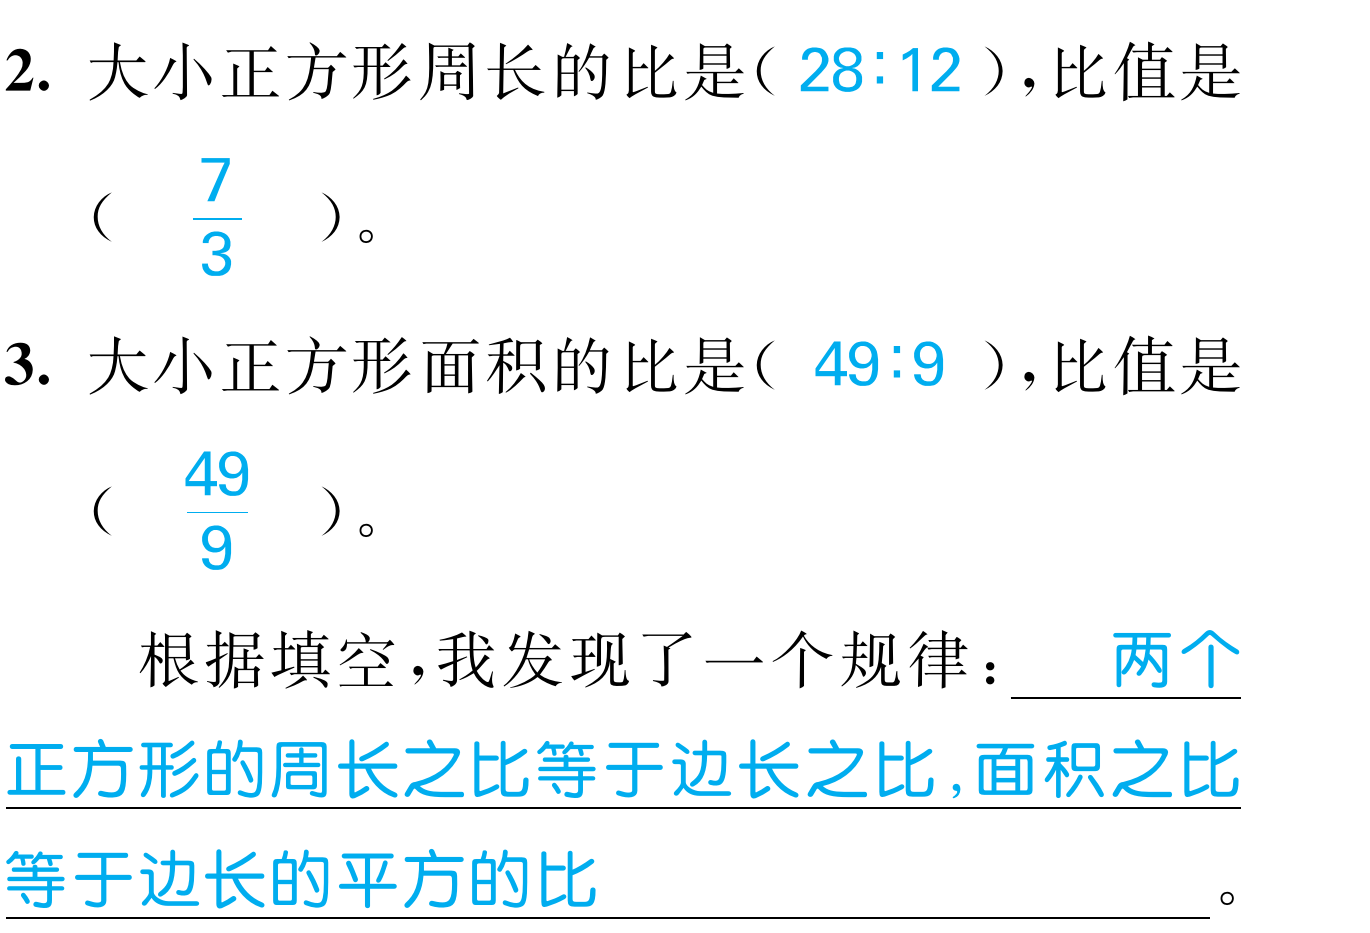 2. 大小正方形周长的比是( 28∶12 ),比值是
( 7/3 )。
3. 大小正方形面积的比是( 49∶9 ),比值是
( 49/9 )。
根据填空,我发现了一个规律: 两个
正方形的周长之比等于边长之比,面积之比
等于边长的平方的比 。